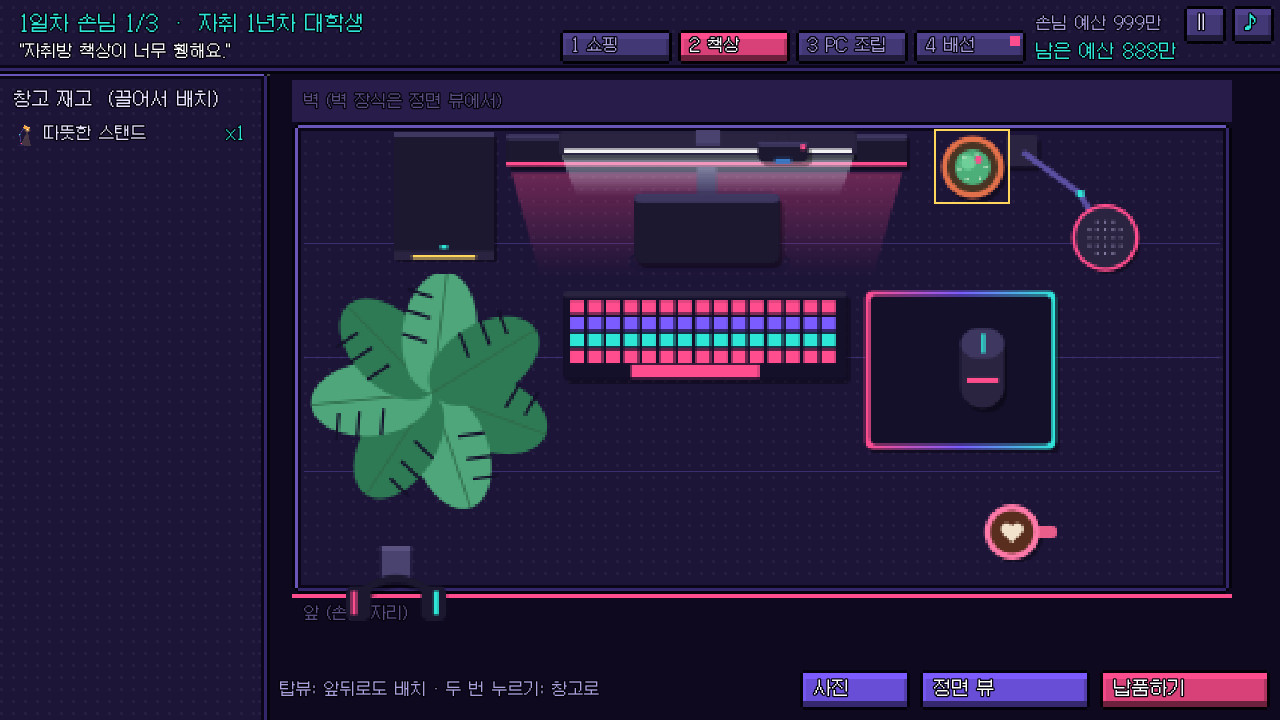 1일차 손님 1/3 · 자취 1년차 대학생
"자취방 책상이 너무 휑해요."
1 쇼핑
2 책상
3 PC 조립
4 배선
손님 예산 999만
남은 예산 888만
창고 재고 (끌어서 배치)
따뜻한 스탠드 x1
벽 (벽 장식은 정면 뷰에서)
앞 (손 자리)
탑뷰: 앞뒤로도 배치 · 두 번 누르기: 창고로
사진
정면 뷰
납품하기